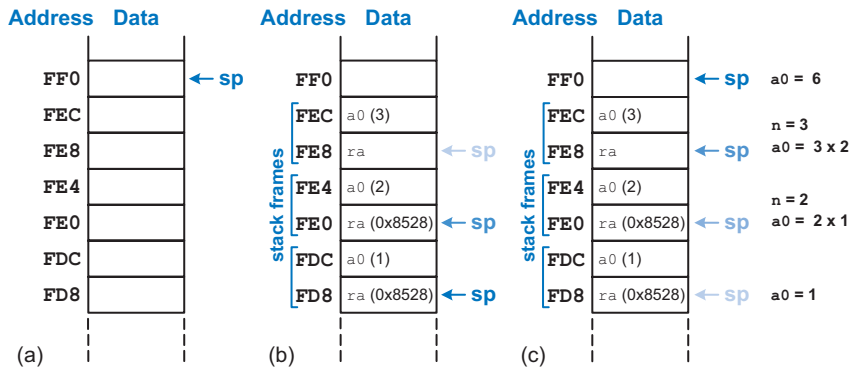 Address Data
FF0 sp
FEC
FE8
FE4
FE0
FDC
FD8
(a)
Address Data
FF0
FEC a0 (3)
FE8 ra sp
FE4 a0 (2)
FE0 ra (0x8528) sp
FDC a0 (1)
FD8 ra (0x8528) sp
stack frames
(b)
Address Data
FF0 sp a0 = 6
FEC a0 (3)
n = 3
FE8 ra sp a0 = 3 x 2
FE4 a0 (2)
n = 2
FE0 ra (0x8528) sp a0 = 2 x 1
FDC a0 (1)
FD8 ra (0x8528) sp a0 = 1
stack frames
(c)